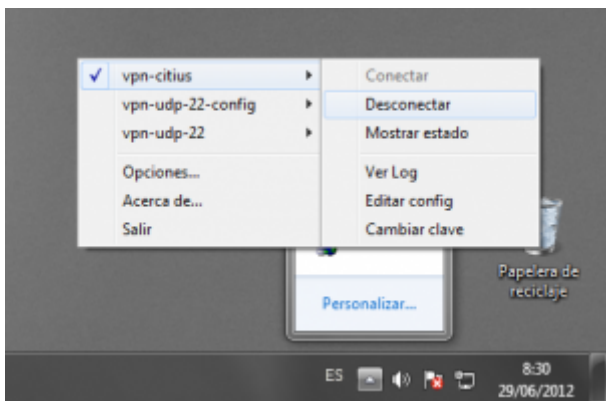 vpn-citius
vpn-udp-22-config
vpn-udp-22
Opciones...
Acerca de...
Salir
Conectar
Desconectar
Mostrar estado
Ver Log
Editar config
Cambiar clave
Papelera de
reciclaje
Personalizar...
ES
8:30
29/06/2012